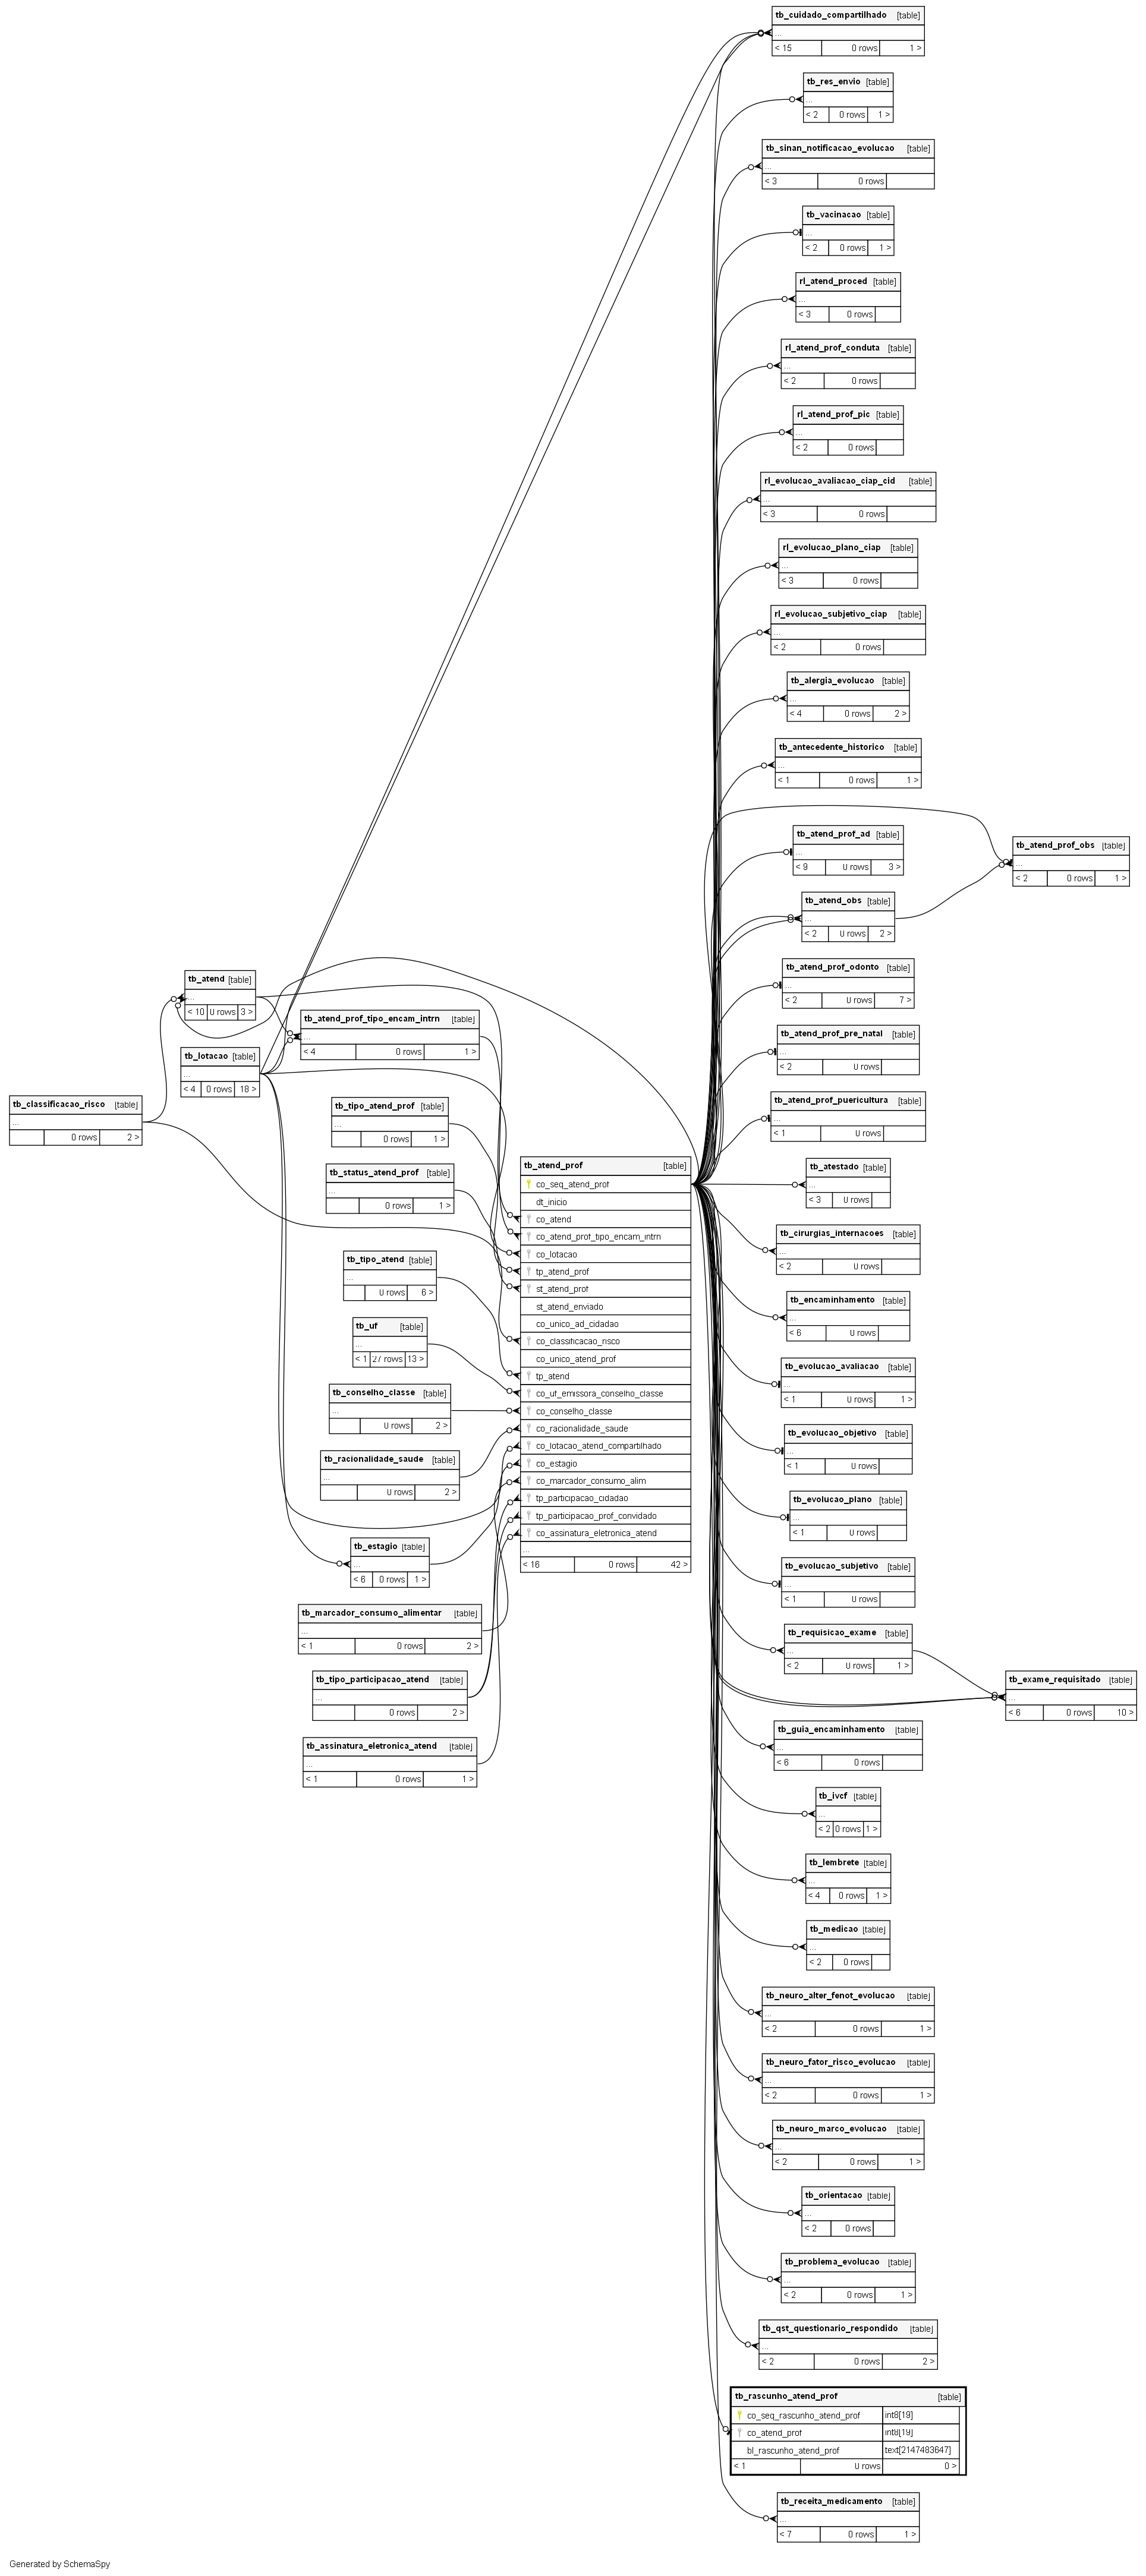 tb_cuidado_compartilhado [table]
...
< 15 0 rows 1 >
tb_res_envio [table]
...
< 2 0 rows 1 >
tb_sinan_notificacao_evolucao [table]
...
< 3 0 rows
tb_vacinacao [table]
...
< 2 0 rows 1 >
rl_atend_proced [table]
...
< 3 0 rows
rl_atend_prof_conduta [table]
...
< 2 0 rows
rl_atend_prof_pic [table]
...
< 2 0 rows
rl_evolucao_avaliacao_ciap_cid [table]
...
< 3 0 rows
rl_evolucao_plano_ciap [table]
...
< 3 0 rows
rl_evolucao_subjetivo_ciap [table]
...
< 2 0 rows
tb_alergia_evolucao [table]
...
< 4 0 rows 2 >
tb_antecedente_historico [table]
...
< 1 0 rows 1 >
tb_atend_prof_ad [table]
...
< 9 0 rows 3 >
tb_atend_prof_obs [table]
...
< 2 0 rows 1 >
tb_atend_obs [table]
...
< 2 0 rows 2 >
tb_atend_prof_odonto [table]
...
< 2 0 rows 7 >
tb_atend_prof_pre_natal [table]
...
< 2 0 rows
tb_atend_prof_puericultura [table]
...
< 1 0 rows
tb_atestado [table]
...
< 3 0 rows
tb_cirurgias_internacoes [table]
...
< 2 0 rows
tb_encaminhamento [table]
...
< 6 0 rows
tb_evolucao_avaliacao [table]
...
< 1 0 rows 1 >
tb_evolucao_objetivo [table]
...
< 1 0 rows
tb_evolucao_plano [table]
...
< 1 0 rows
tb_evolucao_subjetivo [table]
...
< 1 0 rows
tb_requisicao_exame [table]
...
< 2 0 rows 1 >
tb_exame_requisitado [table]
...
< 6 0 rows 10 >
tb_guia_encaminhamento [table]
...
< 6 0 rows
tb_ivcf [table]
...
< 2 0 rows 1 >
tb_lembrete [table]
...
< 4 0 rows 1 >
tb_medicao [table]
...
< 2 0 rows
tb_neuro_alter_fenot_evolucao [table]
...
< 2 0 rows 1 >
tb_neuro_fator_risco_evolucao [table]
...
< 2 0 rows 1 >
tb_neuro_marco_evolucao [table]
...
< 2 0 rows 1 >
tb_orientacao [table]
...
< 2 0 rows
tb_problema_evolucao [table]
...
< 2 0 rows 1 >
tb_qst_questionario_respondido [table]
...
< 2 0 rows 2 >
tb_rascunho_atend_prof [table]
co_seq_rascunho_atend_prof int8[19]
co_atend_prof int8[19]
bl_rascunho_atend_prof text[2147483647]
< 1 0 rows 0 >
tb_receita_medicamento [table]
...
< 7 0 rows 1 >
tb_atend [table]
...
< 10 0 rows 3 >
tb_atend_prof_tipo_encam_intrn [table]
...
< 4 0 rows 1 >
tb_lotacao [table]
...
< 4 0 rows 18 >
tb_classificacao_risco [table]
...
0 rows 2 >
tb_tipo_atend_prof [table]
...
0 rows 1 >
tb_status_atend_prof [table]
...
0 rows 1 >
tb_tipo_atend [table]
...
0 rows 6 >
tb_uf [table]
...
< 1 27 rows 13 >
tb_conselho_classe [table]
...
0 rows 2 >
tb_racionalidade_saude [table]
...
0 rows 2 >
tb_estagio [table]
...
< 6 0 rows 1 >
tb_marcador_consumo_alimentar [table]
...
< 1 0 rows 2 >
tb_tipo_participacao_atend [table]
...
0 rows 2 >
tb_assinatura_eletronica_atend [table]
...
< 1 0 rows 1 >
tb_atend_prof [table]
co_seq_atend_prof
dt_inicio
co_atend
co_atend_prof_tipo_encam_intrn
co_lotacao
tp_atend_prof
st_atend_prof
st_atend_enviado
co_unico_ad_cidadao
co_classificacao_risco
co_unico_atend_prof
tp_atend
co_uf_emissora_conselho_classe
co_conselho_classe
co_racionalidade_saude
co_lotacao_atend_compartilhado
co_estagio
co_marcador_consumo_alim
tp_participacao_cidadao
tp_participacao_prof_convidado
co_assinatura_eletronica_atend
...
< 16 0 rows 42 >
Generated by SchemaSpy